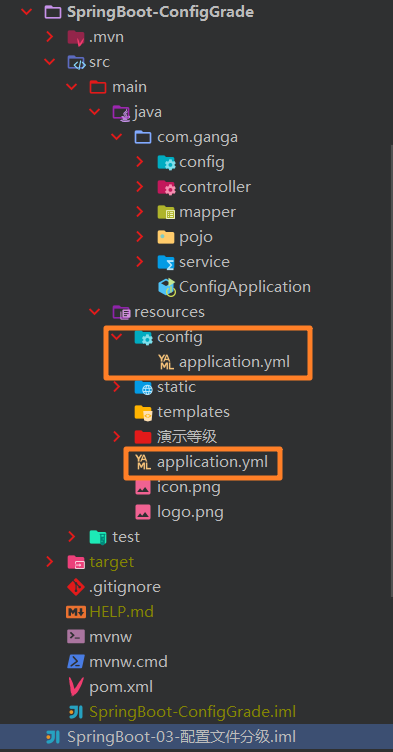 SpringBoot-ConfigGrade
.mvn
src
main
java
com.ganga
config
controller
mapper
pojo
service
ConfigApplication
resources
config
application.yml
static
templates
演示等级
application.yml
icon.png
logo.png
test
target
.gitignore
HELP.md
mvnw
mvnw.cmd
pom.xml
SpringBoot-ConfigGrade.iml
SpringBoot-03-配置文件分级.iml